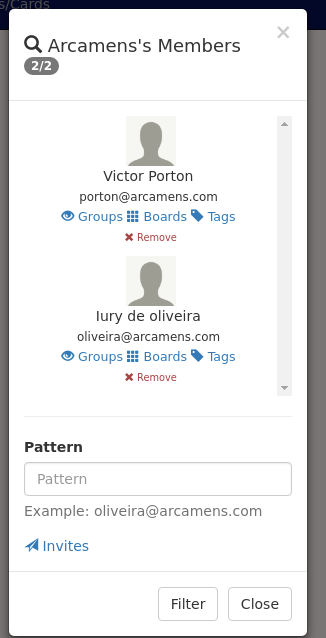 s/Cards
×
Arcamens's Members
2/2
Victor Porton
porton@arcamens.com
Groups Boards Tags
Remove
Iury de oliveira
oliveira@arcamens.com
Groups Boards Tags
Remove
Pattern
Pattern
Example: oliveira@arcamens.com
Invites
Filter Close